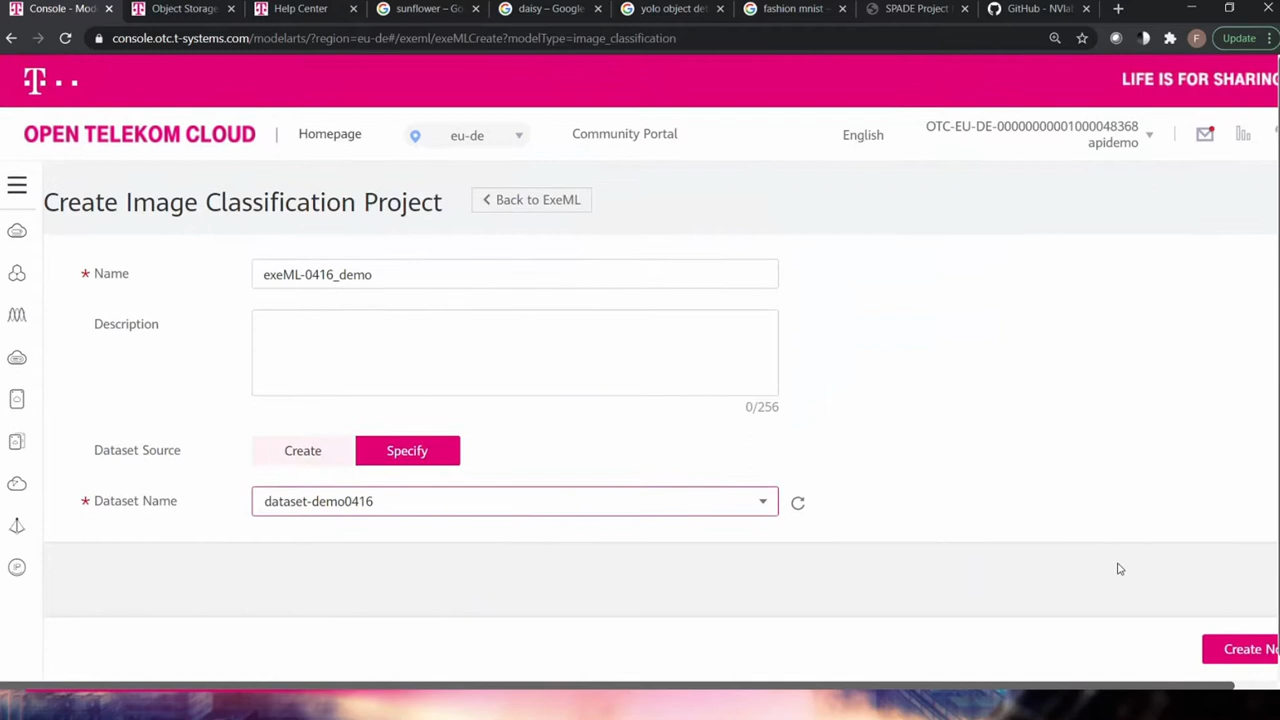 Console - Mod
Object Storage
Help Center
sunflower – Go
daisy – Google
yolo object det
fashion mnist –
SPADE Project
GitHub - NVlab
console.otc.t-systems.com/modelarts/?region=eu-de#/exeml/exeMLCreate?modelType=image_classification
F
Update
T
LIFE IS FOR SHARING
OPEN TELEKOM CLOUD
Homepage
eu-de
Community Portal
English
OTC-EU-DE-00000000001000048368
apidemo
Create Image Classification Project
Back to ExeML
* Name
exeML-0416_demo
Description
0/256
Dataset Source
Create
Specify
* Dataset Name
dataset-demo0416
Create No